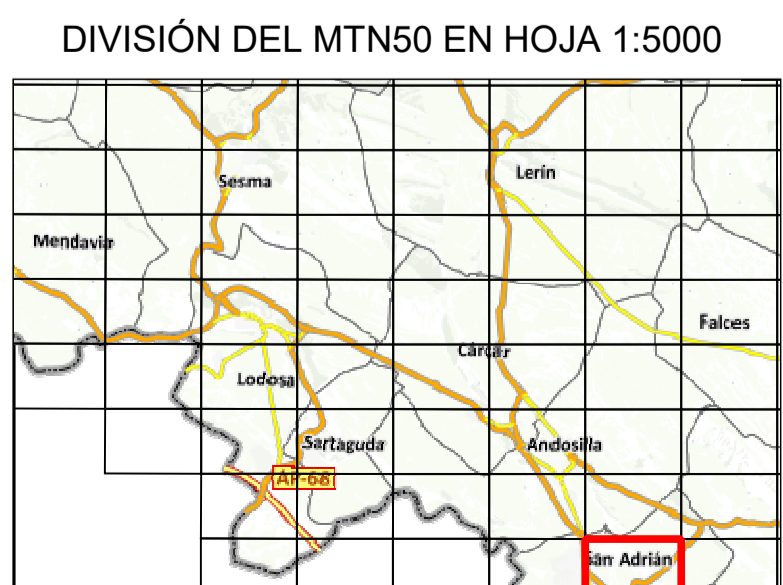 DIVISIÓN DEL MTN50 EN HOJA 1:5000
Lerín
Sesma
Mendavia
Falces
Cárcar
Lodosa
Sartaguda
Andosilla
AP-68
San Adrián